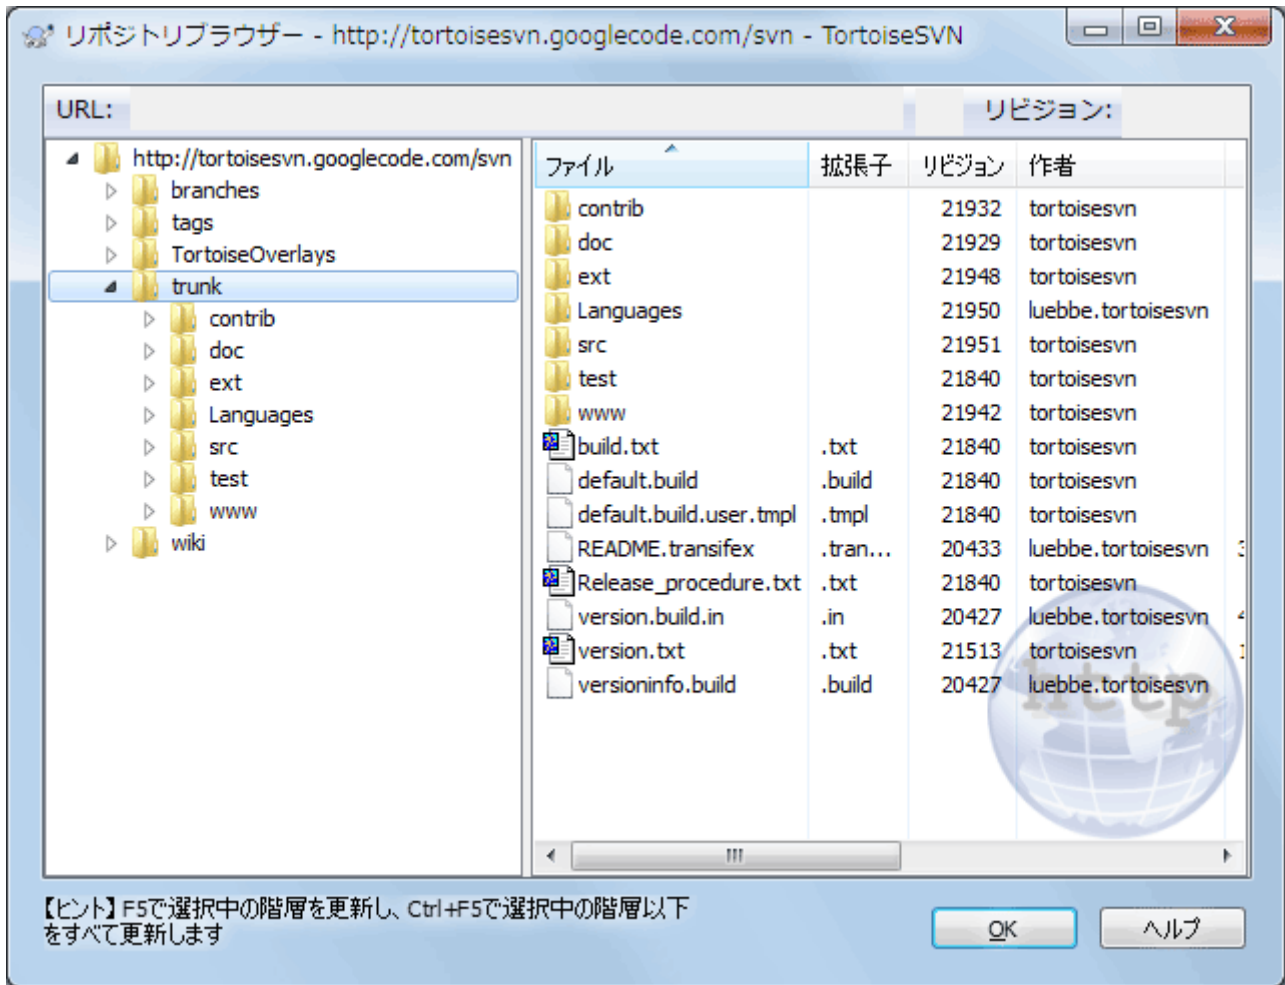 リポジトリブラウザー - http://tortoisesvn.googlecode.com/svn - TortoiseSVN
URL: リビジョン:
http://tortoisesvn.googlecode.com/svn
branches
tags
TortoiseOverlays
trunk
contrib
doc
ext
Languages
src
test
www
wiki
ファイル 拡張子 リビジョン 作者
contrib 21932 tortoisesvn
doc 21929 tortoisesvn
ext 21948 tortoisesvn
Languages 21950 luebbe.tortoisesvn
src 21951 tortoisesvn
test 21840 tortoisesvn
www 21942 tortoisesvn
build.txt .txt 21840 tortoisesvn
default.build .build 21840 tortoisesvn
default.build.user.tmpl .tmpl 21840 tortoisesvn
README.transifex .tran... 20433 luebbe.tortoisesvn
Release_procedure.txt .txt 21840 tortoisesvn
version.build.in .in 20427 luebbe.tortoisesvn
version.txt .txt 21513 tortoisesvn
versioninfo.build .build 20427 luebbe.tortoisesvn
http
【ヒント】F5で選択中の階層を更新し、Ctrl+F5で選択中の階層以下
をすべて更新します
OK ヘルプ